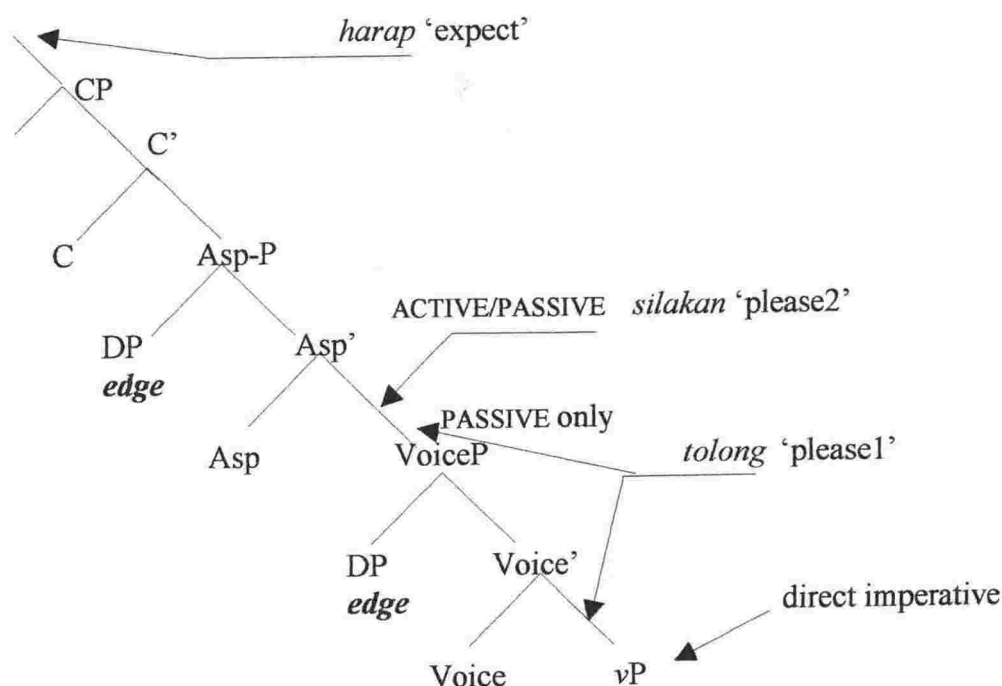 harap ‘expect’
CP
C’
C
Asp-P
ACTIVE/PASSIVE silakan ‘please2’
DP
edge
Asp’
PASSIVE only
Asp
VoiceP
tolong ‘please1’
DP
edge
Voice’
direct imperative
Voice
vP